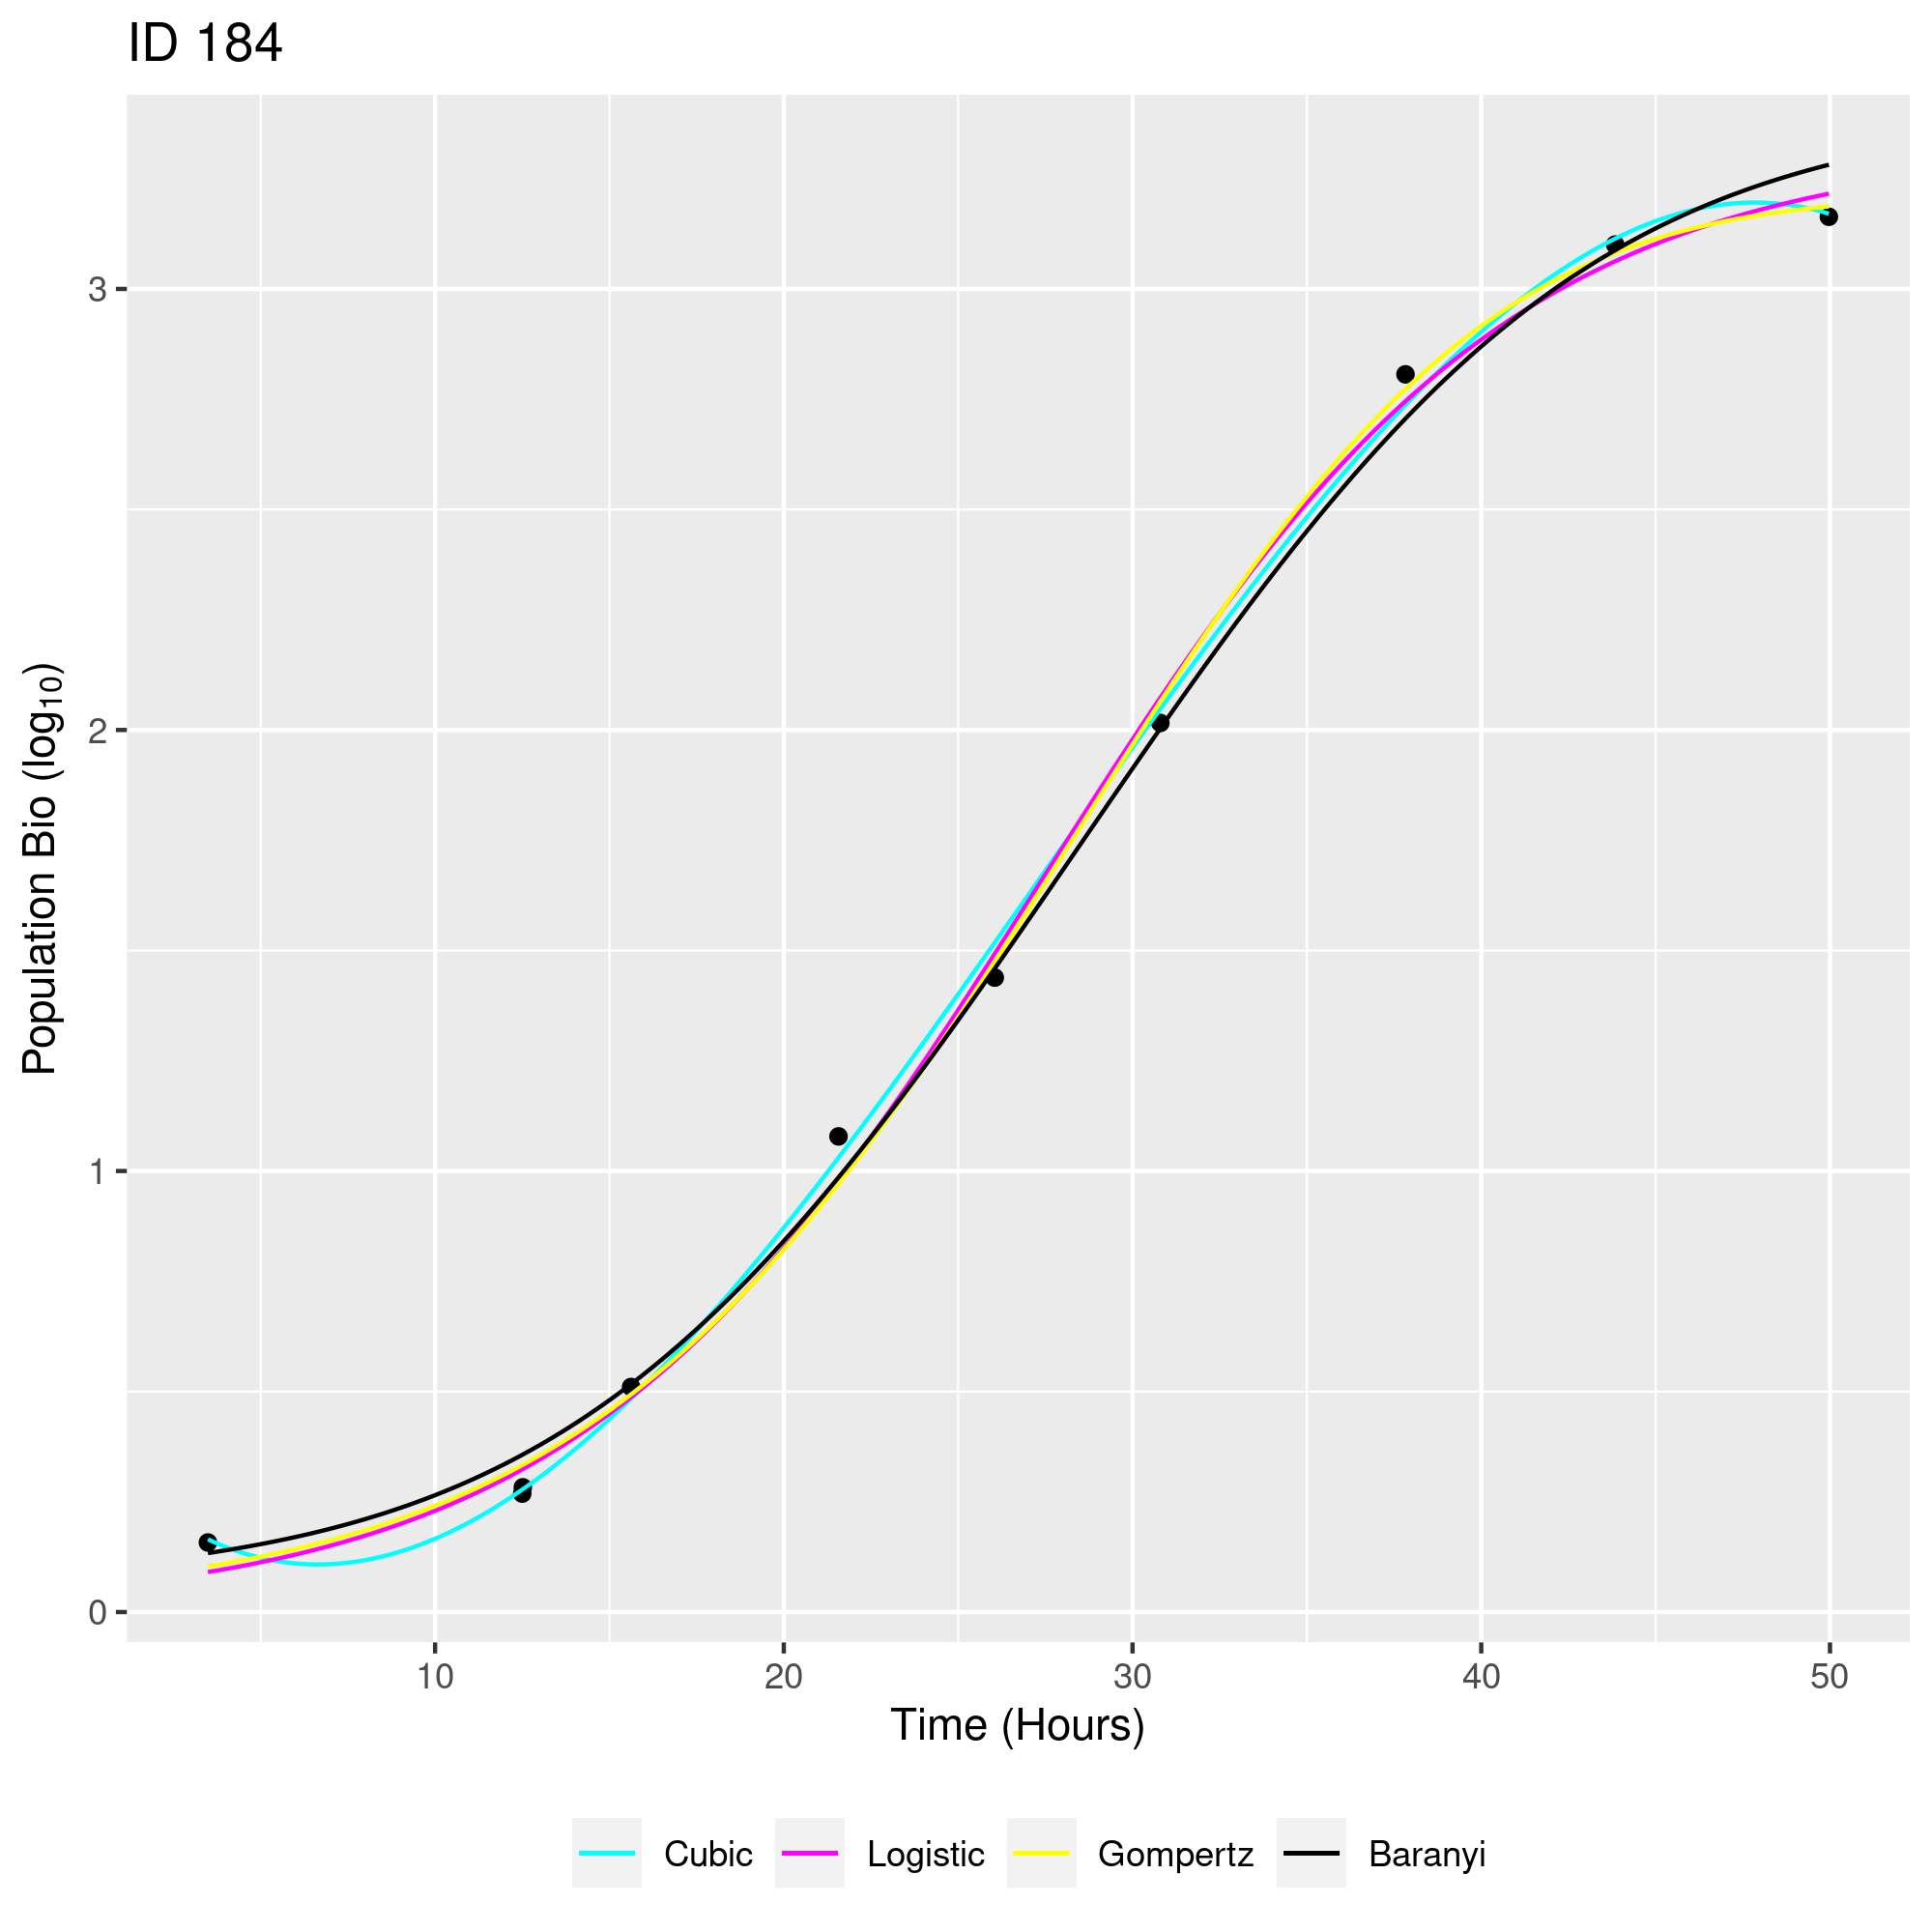 ID 184
Population Bio (log₁₀)
3
2
1
0
10 20 30 40 50
Time (Hours)
Cubic Logistic Gompertz Baranyi